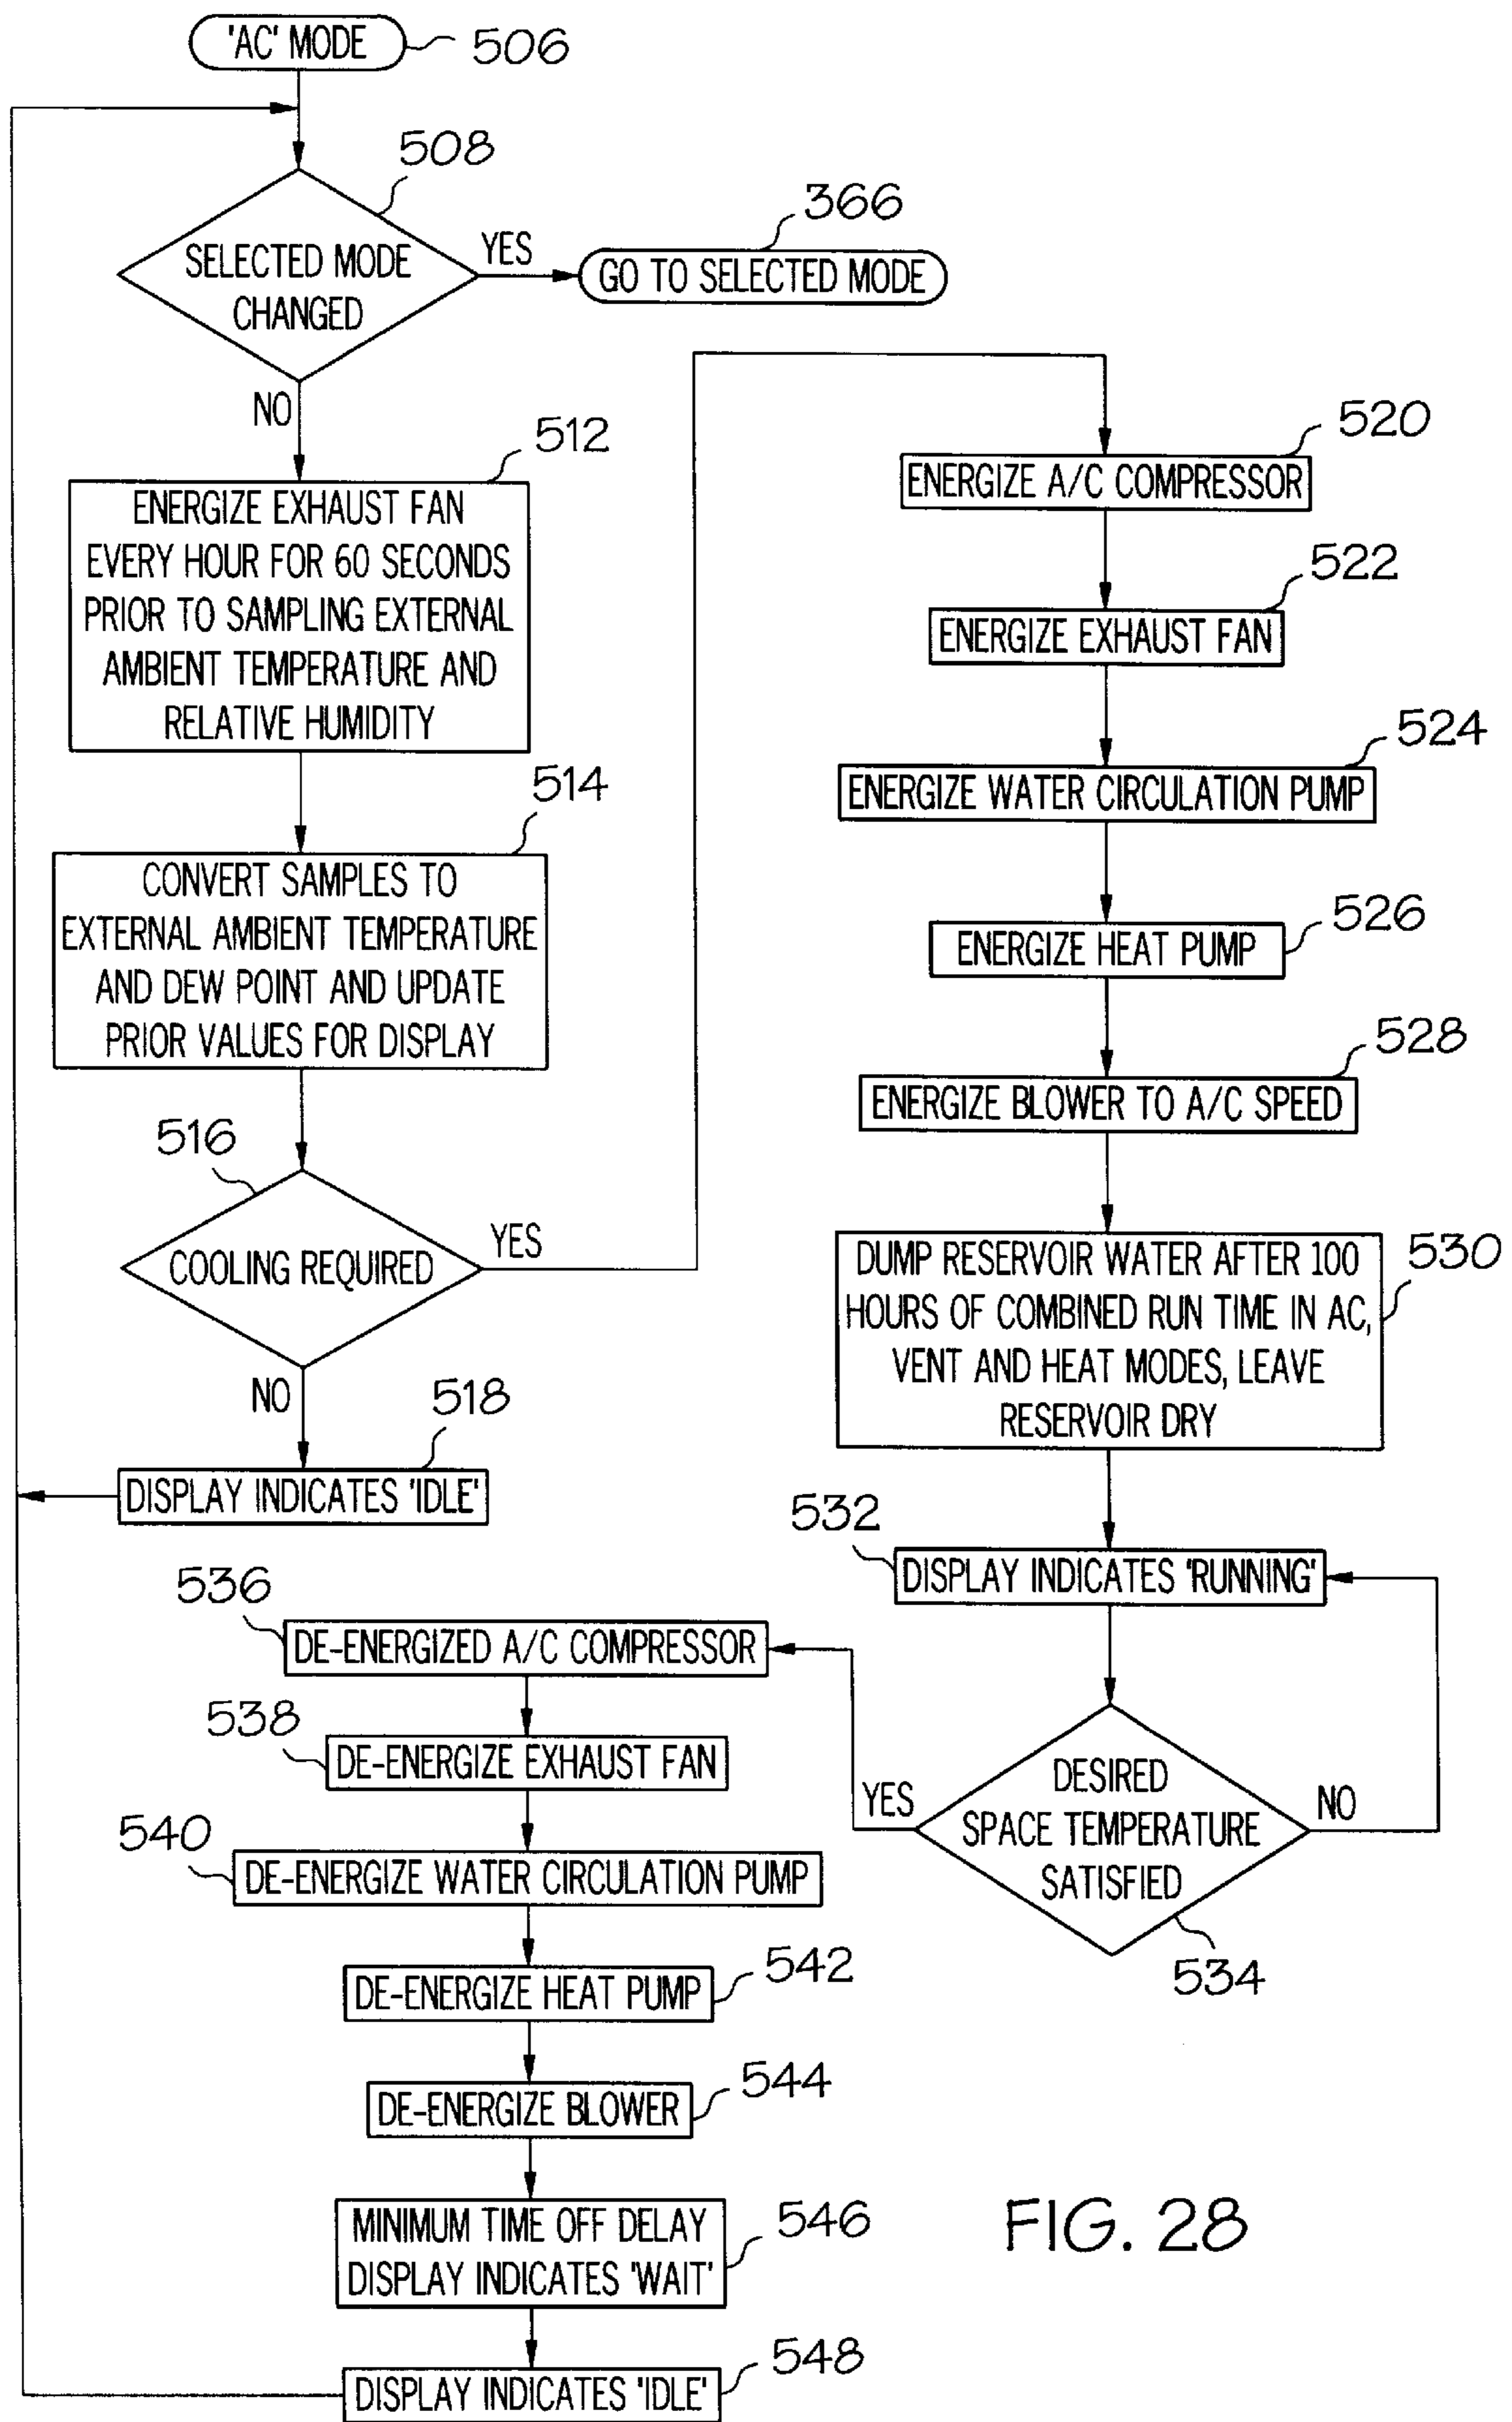 'AC' MODE
506
508
SELECTED MODE
CHANGED
YES
366
GO TO SELECTED MODE
NO
512
ENERGIZE EXHAUST FAN
EVERY HOUR FOR 60 SECONDS
PRIOR TO SAMPLING EXTERNAL
AMBIENT TEMPERATURE AND
RELATIVE HUMIDITY
514
CONVERT SAMPLES TO
EXTERNAL AMBIENT TEMPERATURE
AND DEW POINT AND UPDATE
PRIOR VALUES FOR DISPLAY
516
COOLING REQUIRED
YES
NO
518
DISPLAY INDICATES 'IDLE'
520
ENERGIZE A/C COMPRESSOR
522
ENERGIZE EXHAUST FAN
524
ENERGIZE WATER CIRCULATION PUMP
526
ENERGIZE HEAT PUMP
528
ENERGIZE BLOWER TO A/C SPEED
530
DUMP RESERVOIR WATER AFTER 100
HOURS OF COMBINED RUN TIME IN AC,
VENT AND HEAT MODES, LEAVE
RESERVOIR DRY
532
DISPLAY INDICATES 'RUNNING'
DESIRED
SPACE TEMPERATURE
SATISFIED
YES
NO
534
536
DE-ENERGIZED A/C COMPRESSOR
538
DE-ENERGIZE EXHAUST FAN
540
DE-ENERGIZE WATER CIRCULATION PUMP
542
DE-ENERGIZE HEAT PUMP
544
DE-ENERGIZE BLOWER
546
MINIMUM TIME OFF DELAY
DISPLAY INDICATES 'WAIT'
548
DISPLAY INDICATES 'IDLE'
FIG. 28